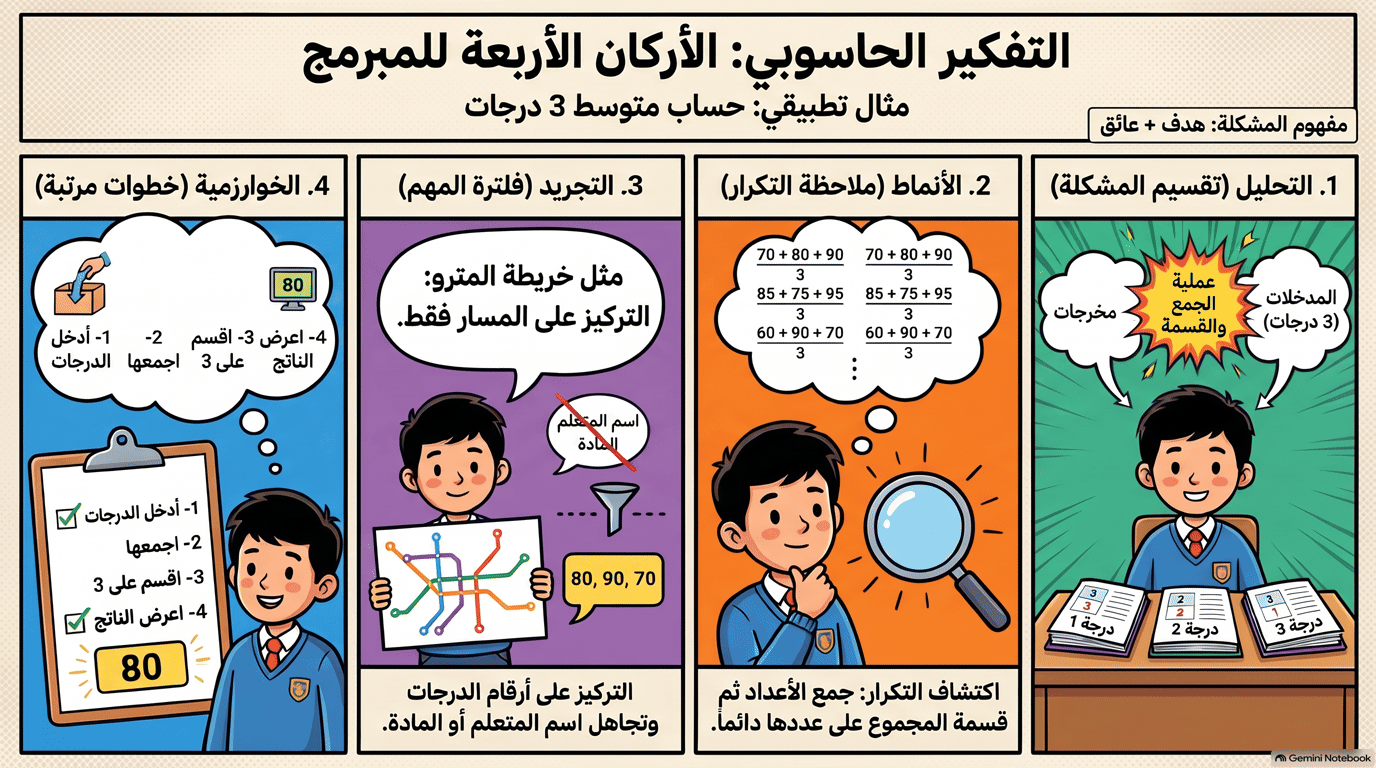 التفكير الحاسوبي: الأركان الأربعة للمبرمج
مثال تطبيقي: حساب متوسط 3 درجات
مفهوم المشكلة: هدف + عائق
1. التحليل (تقسيم المشكلة)
المدخلات
(3 درجات)
عملية
الجمع
والقسمة
مخرجات
3
1
درجة 3
2
2
درجة 2
3
3
درجة 1
2. الأنماط (ملاحظة التكرار)
70 + 80 + 90
3
70 + 80 + 90
3
85 + 75 + 95
3
85 + 75 + 95
3
60 + 90 + 70
3
60 + 90 + 70
3
⋮
اكتشاف التكرار: جمع الأعداد ثم
قسمة المجموع على عددها دائماً.
3. التجريد (فلترة المهم)
مثل خريطة المترو:
التركيز على المسار فقط.
اسم المتعلم
المادة
80, 90, 70
التركيز على أرقام الدرجات
وتجاهل اسم المتعلم أو المادة.
4. الخوارزمية (خطوات مرتبة)
80
4- اعرض
الناتج
3- اقسم
على 3
2-
اجمعها
1- أدخل
الدرجات
1- أدخل الدرجات
2- اجمعها
3- اقسم على 3
4- اعرض الناتج
80
Gemini Notebook